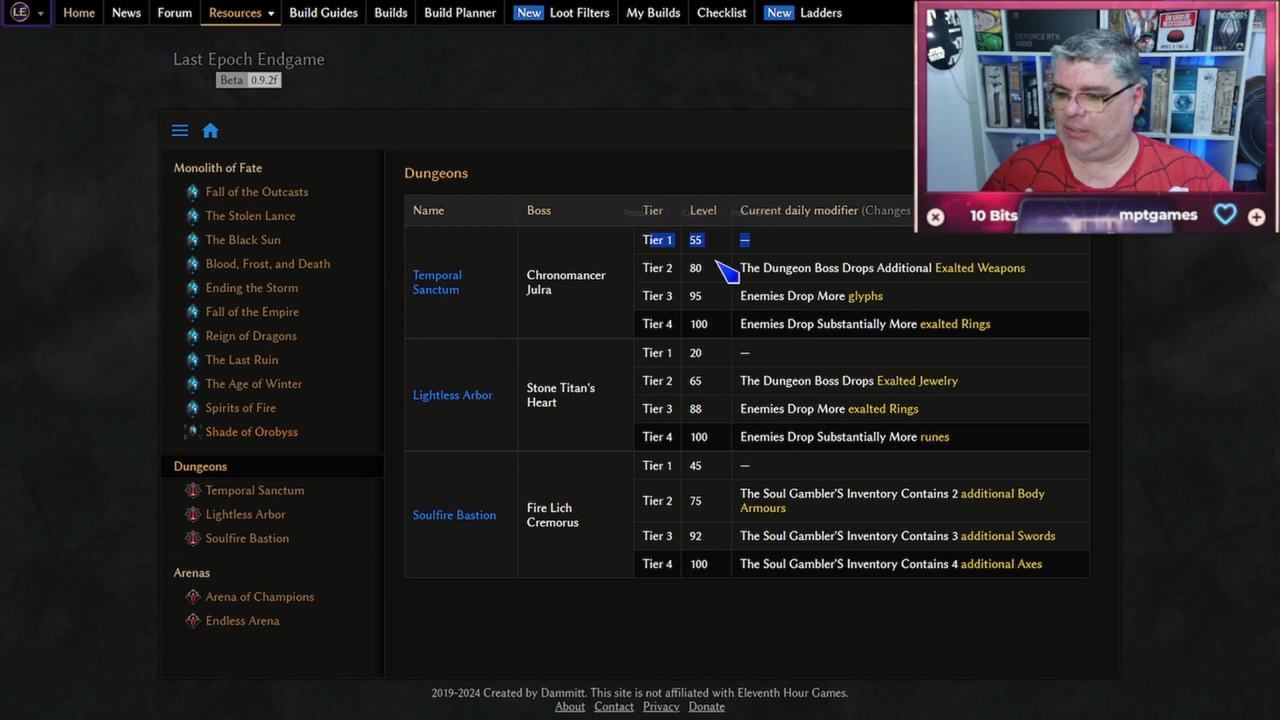 LE
Home News Forum Resources Build Guides Builds Build Planner New Loot Filters My Builds Checklist New Ladders
Last Epoch Endgame
Beta 0.9.2f
GEFORCE RTX
4090
10 Bits mptgames
Monolith of Fate
Fall of the Outcasts
The Stolen Lance
The Black Sun
Blood, Frost, and Death
Ending the Storm
Fall of the Empire
Reign of Dragons
The Last Ruin
The Age of Winter
Spirits of Fire
Shade of Orobyss
Dungeons
Temporal Sanctum
Lightless Arbor
Soulfire Bastion
Arenas
Arena of Champions
Endless Arena
Dungeons
Name Boss Tier Level Current daily modifier (Changes
Temporal
Sanctum
Chronomancer
Julra
Tier 1 55 —
Tier 2 80 The Dungeon Boss Drops Additional Exalted Weapons
Tier 3 95 Enemies Drop More glyphs
Tier 4 100 Enemies Drop Substantially More exalted Rings
Lightless Arbor
Stone Titan's
Heart
Tier 1 20 —
Tier 2 65 The Dungeon Boss Drops Exalted Jewelry
Tier 3 88 Enemies Drop More exalted Rings
Tier 4 100 Enemies Drop Substantially More runes
Soulfire Bastion
Fire Lich
Cremorus
Tier 1 45 —
Tier 2 75 The Soul Gambler'S Inventory Contains 2 additional Body
Armours
Tier 3 92 The Soul Gambler'S Inventory Contains 3 additional Swords
Tier 4 100 The Soul Gambler'S Inventory Contains 4 additional Axes
2019-2024 Created by Dammitt. This site is not affiliated with Eleventh Hour Games.
About Contact Privacy Donate